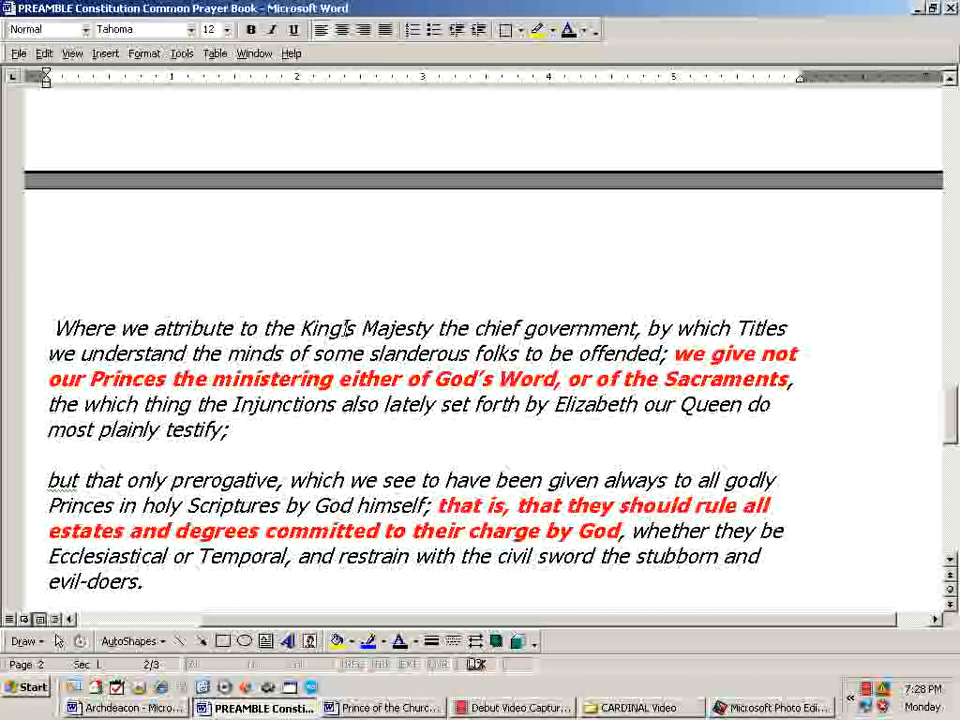 PREAMBLE Constitution Common Prayer Book - Microsoft Word
Normal Tahoma 12 B I U
File Edit View Insert Format Tools Table Window Help
1 2 3 4 5
Where we attribute to the King's Majesty the chief government, by which Titles
we understand the minds of some slanderous folks to be offended; we give not
our Princes the ministering either of God's Word, or of the Sacraments,
the which thing the Injunctions also lately set forth by Elizabeth our Queen do
most plainly testify;
but that only prerogative, which we see to have been given always to all godly
Princes in holy Scriptures by God himself; that is, that they should rule all
estates and degrees committed to their charge by God, whether they be
Ecclesiastical or Temporal, and restrain with the civil sword the stubborn and
evil-doers.
Draw AutoShapes
Page 2 Sec 1 2/3
Start 7:28 PM
Archdeacon - Micro... PREAMBLE Consti... Prince of the Churc... Debut Video Captur... CARDINAL Video Microsoft Photo Edi... Monday